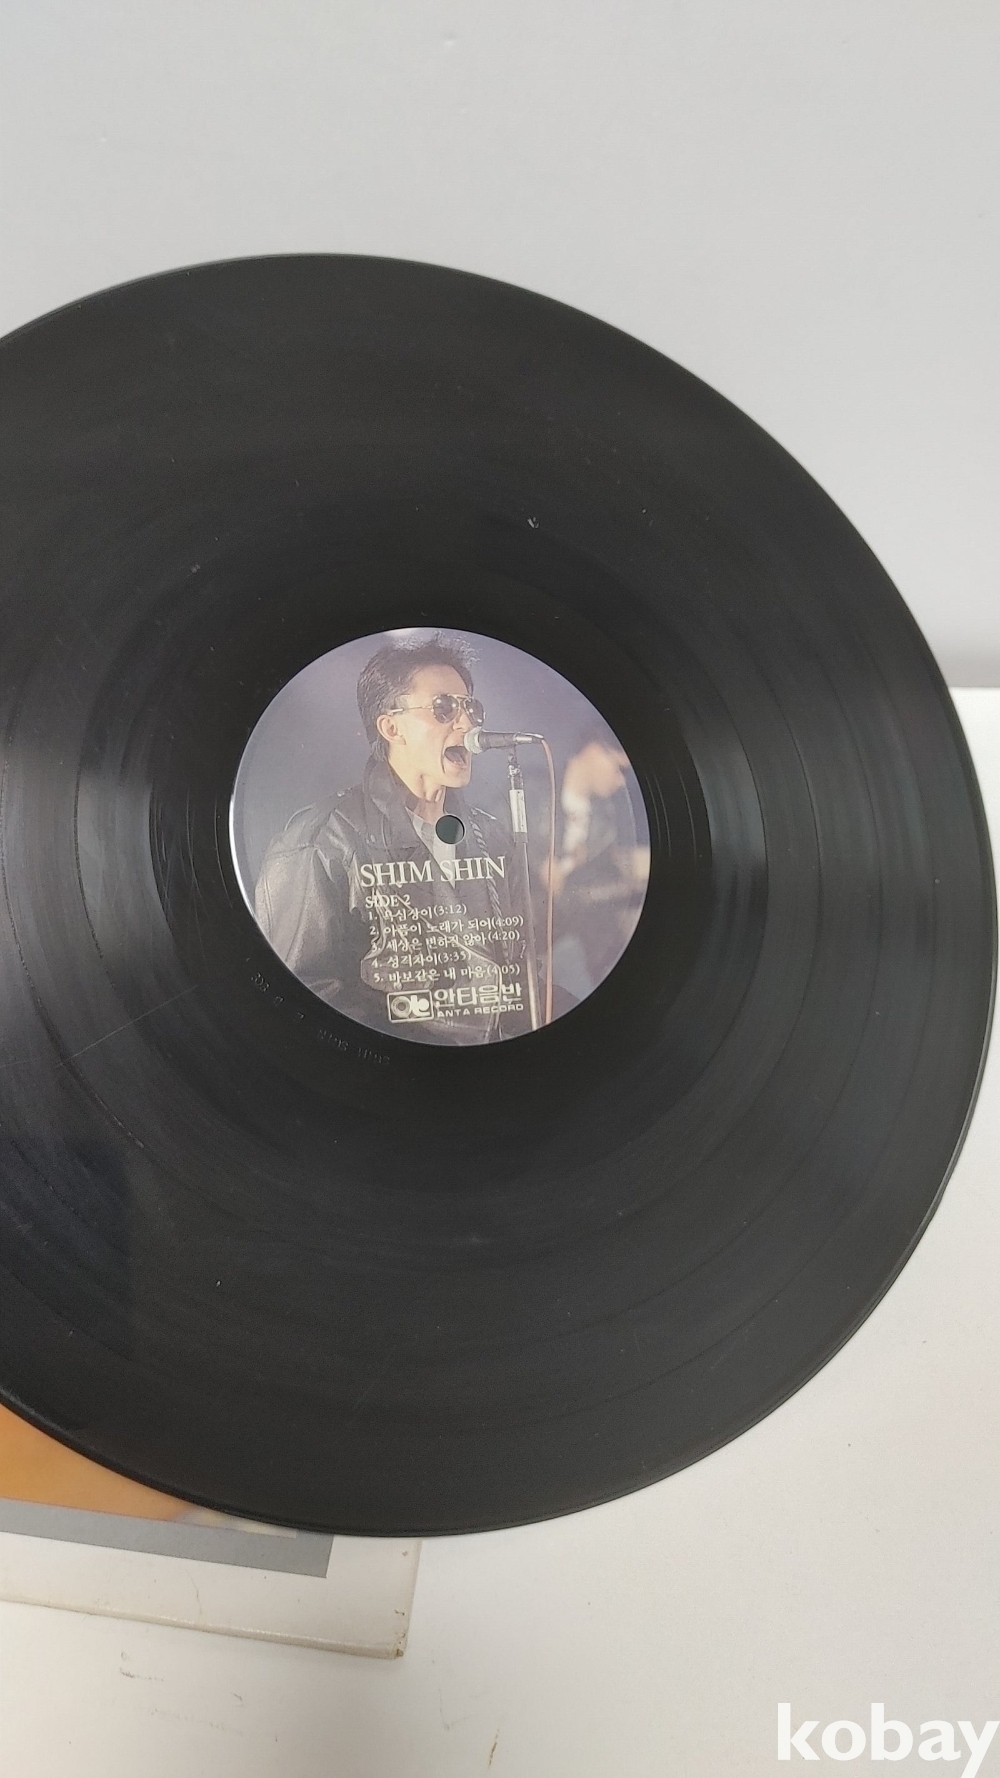 SHIM SHIN
SIDE 2
1. 욕심장이(3:12)
2. 아픔이 노래가 되어(4:09)
3. 세상은 변하진 않아(4:20)
4. 성격차이(3:35)
5. 바보같은 내 마음(4:05)
안타음반
ANTA RECORD
kobay